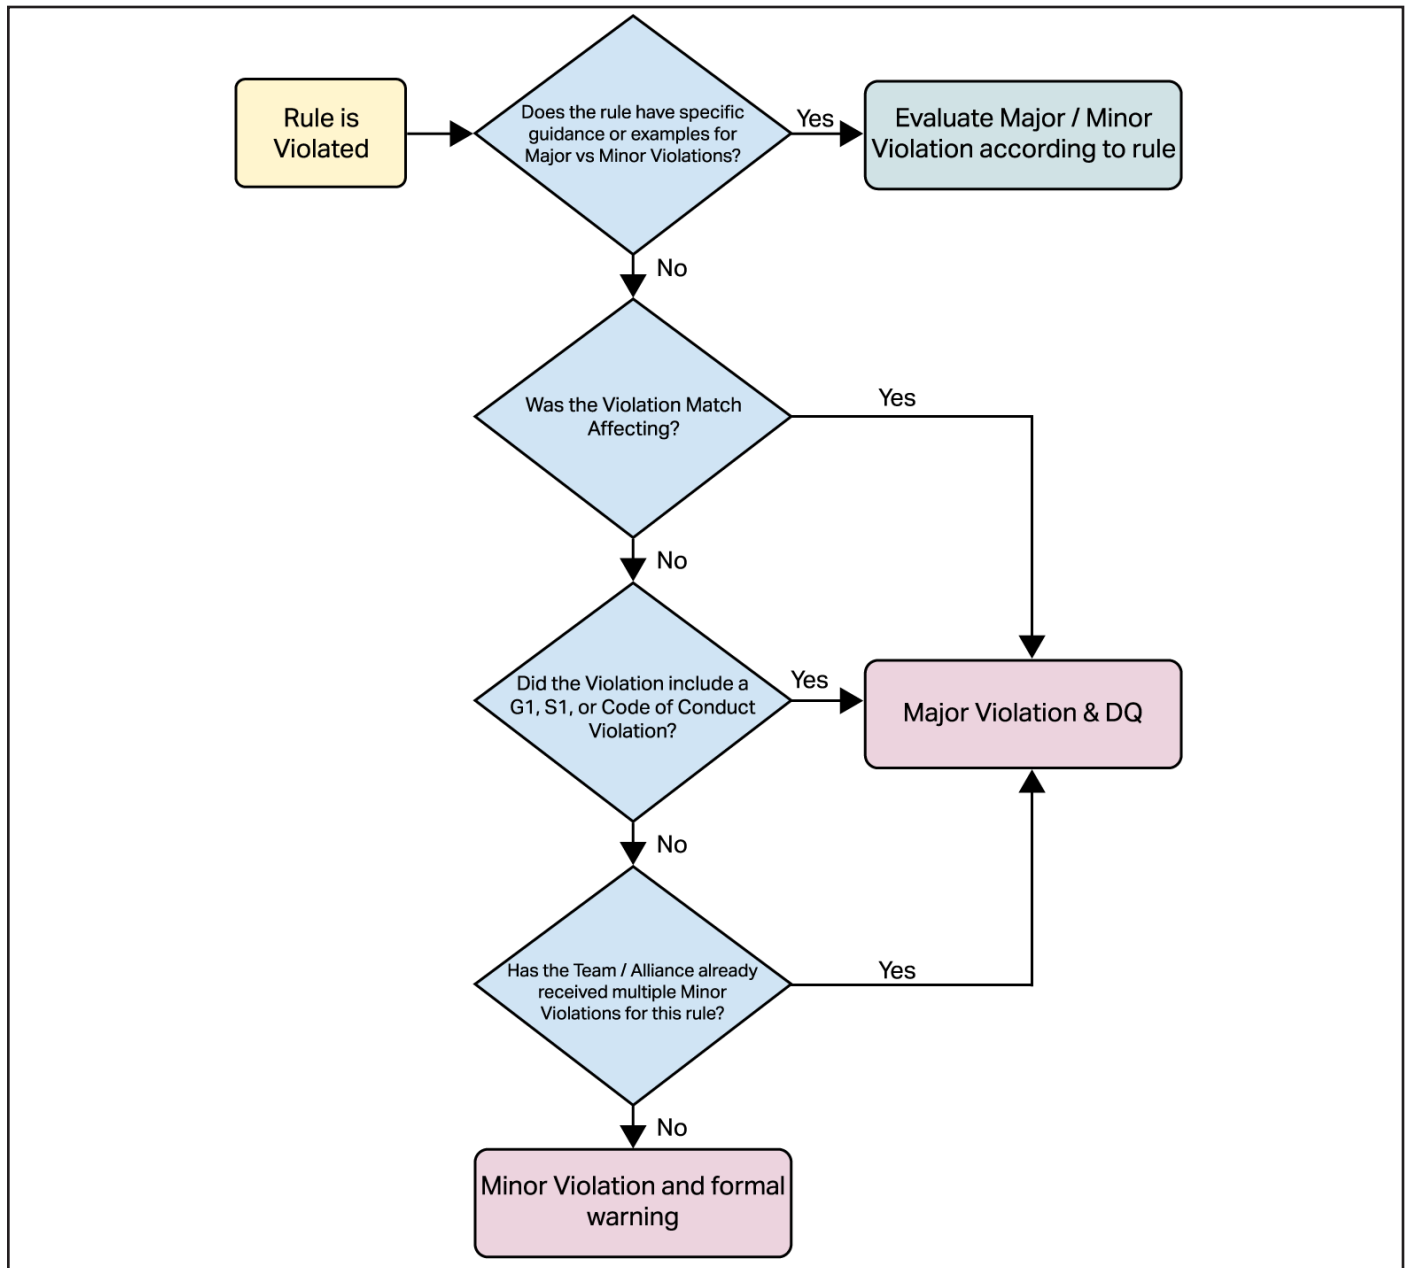 Rule is
Violated
Does the rule have specific
guidance or examples for
Major vs Minor Violations?
Yes
Evaluate Major / Minor
Violation according to rule
No
Was the Violation Match
Affecting?
Yes
No
Did the Violation include a
G1, S1, or Code of Conduct
Violation?
Yes
Major Violation & DQ
No
Has the Team / Alliance already
received multiple Minor
Violations for this rule?
Yes
No
Minor Violation and formal
warning